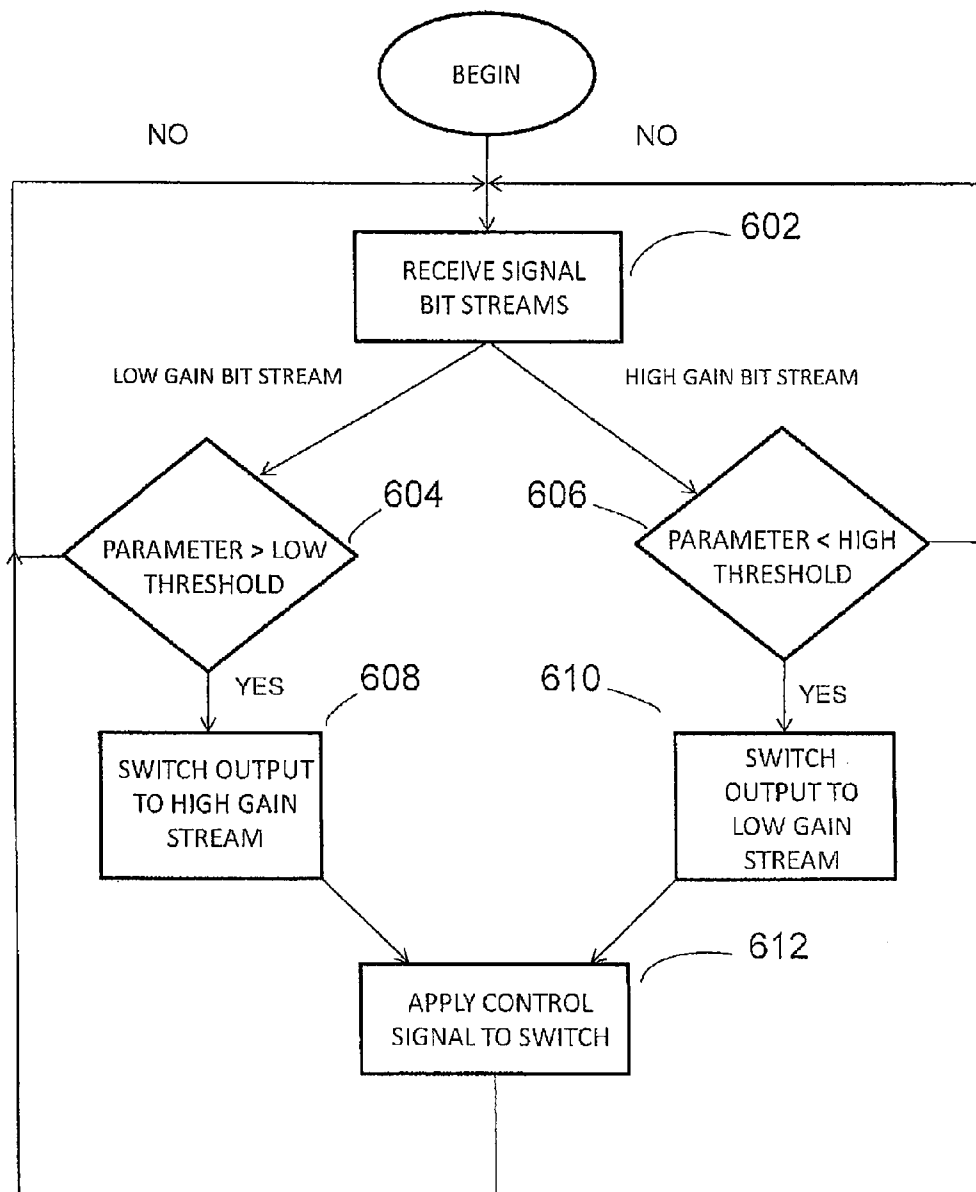 BEGIN
NO
NO
602
RECEIVE SIGNAL
BIT STREAMS
LOW GAIN BIT STREAM
HIGH GAIN BIT STREAM
604
606
PARAMETER > LOW
THRESHOLD
PARAMETER < HIGH
THRESHOLD
YES
608
610
YES
SWITCH OUTPUT
TO HIGH GAIN
STREAM
SWITCH
OUTPUT TO
LOW GAIN
STREAM
612
APPLY CONTROL
SIGNAL TO SWITCH